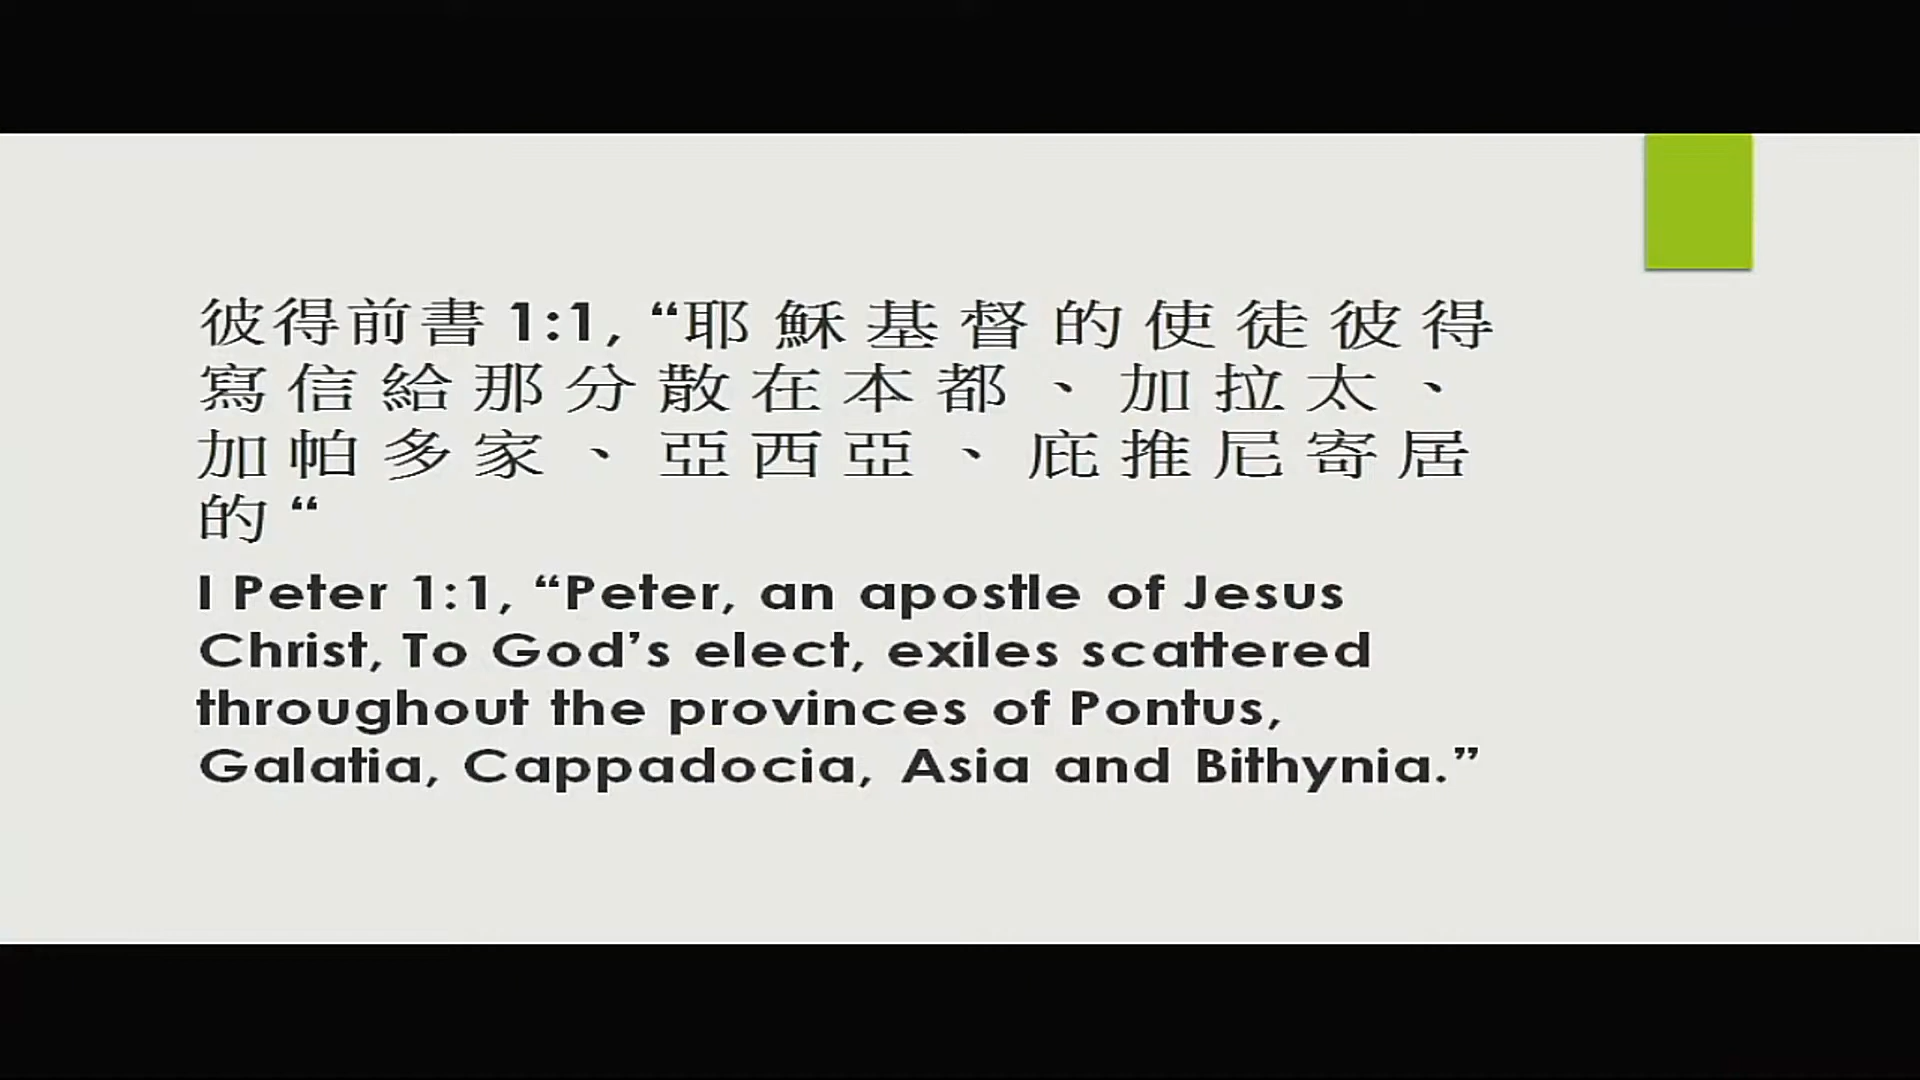 彼得前書 1:1, “耶 穌 基 督 的 使 徒 彼 得
寫 信 給 那 分 散 在 本 都 、 加 拉 太 、
加 帕 多 家 、 亞 西 亞 、 庇 推 尼 寄 居
的 “
I Peter 1:1, “Peter, an apostle of Jesus
Christ, To God’s elect, exiles scattered
throughout the provinces of Pontus,
Galatia, Cappadocia, Asia and Bithynia.”